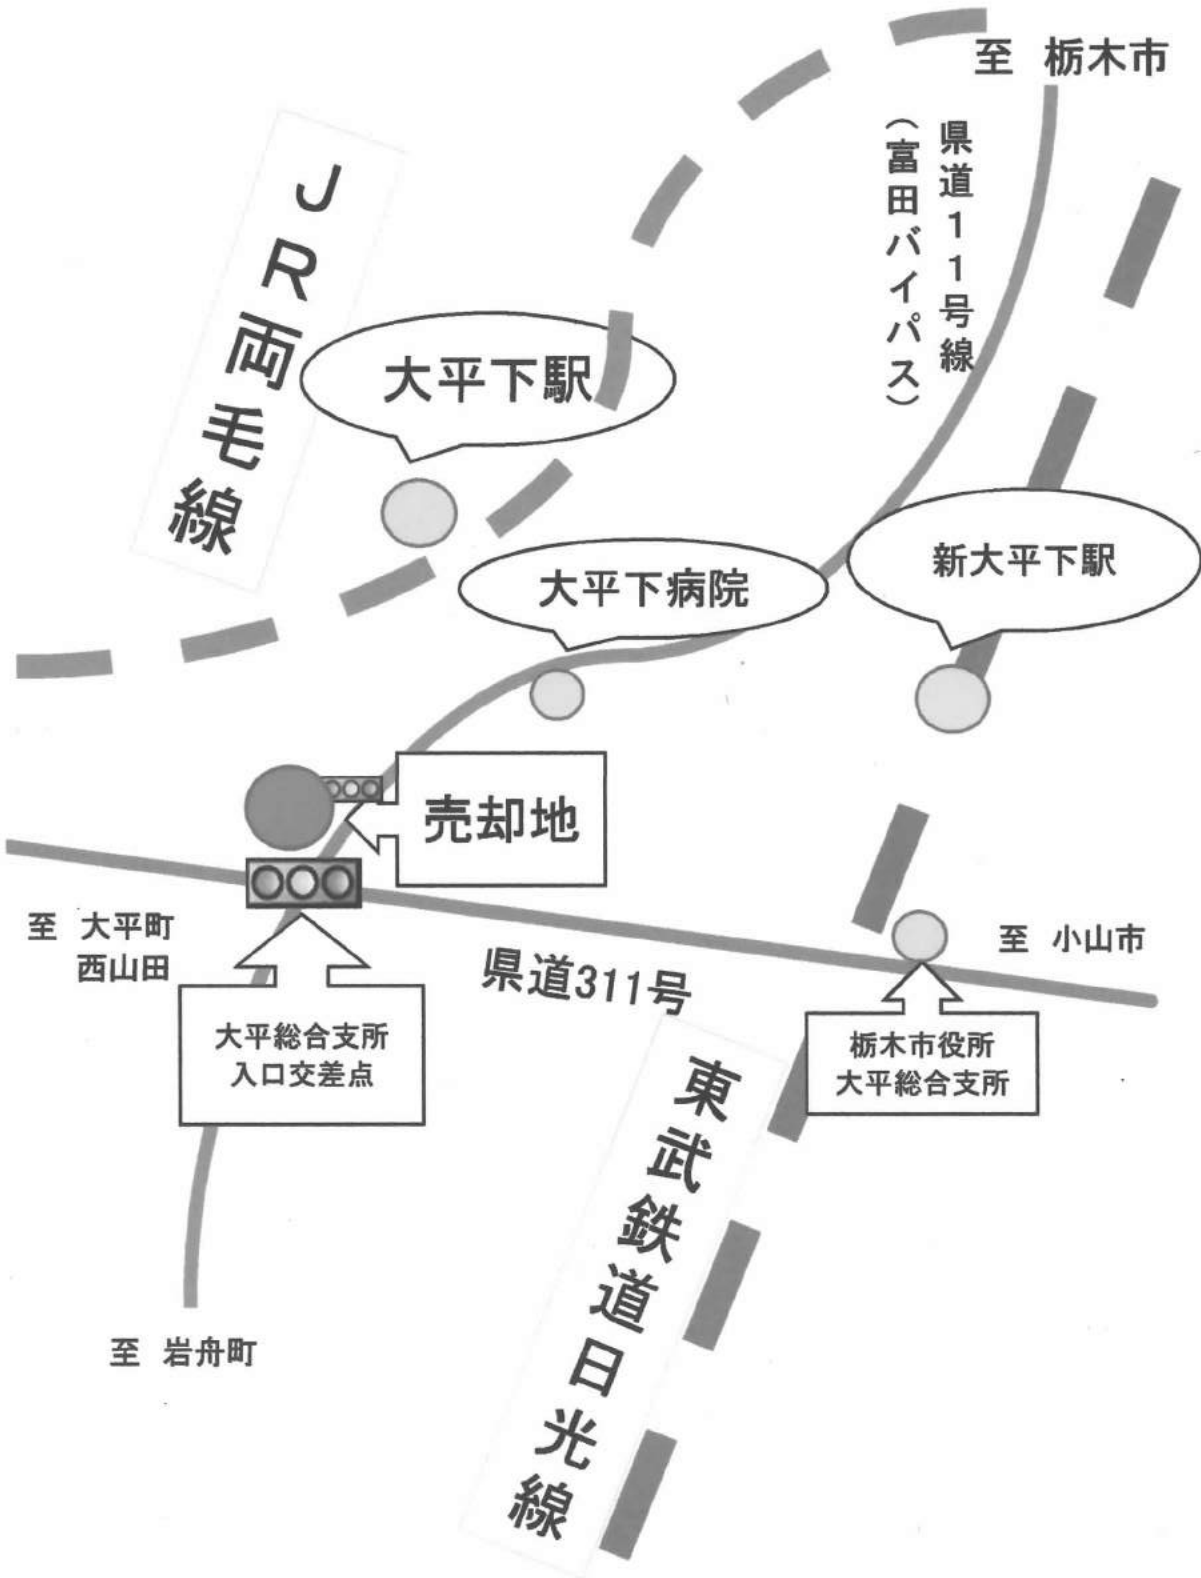 至 栃木市
県道11号線
(富田バイパス)
JR両毛線
大平下駅
新大平下駅
大平下病院
売却地
至 大平町
西山田
県道311号
至 小山市
大平総合支所
入口交差点
栃木市役所
大平総合支所
東武鉄道日光線
至 岩舟町